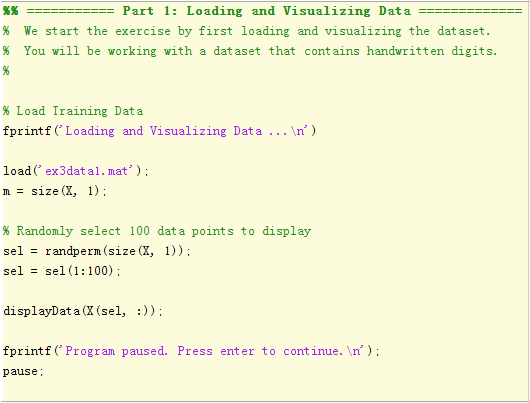 %% =========== Part 1: Loading and Visualizing Data =============
%  We start the exercise by first loading and visualizing the dataset.
%  You will be working with a dataset that contains handwritten digits.
%
% Load Training Data
fprintf('Loading and Visualizing Data ...\n')
load('ex3data1.mat');
m = size(X, 1);
% Randomly select 100 data points to display
sel = randperm(size(X, 1));
sel = sel(1:100);
displayData(X(sel, :));
fprintf('Program paused. Press enter to continue.\n');
pause;